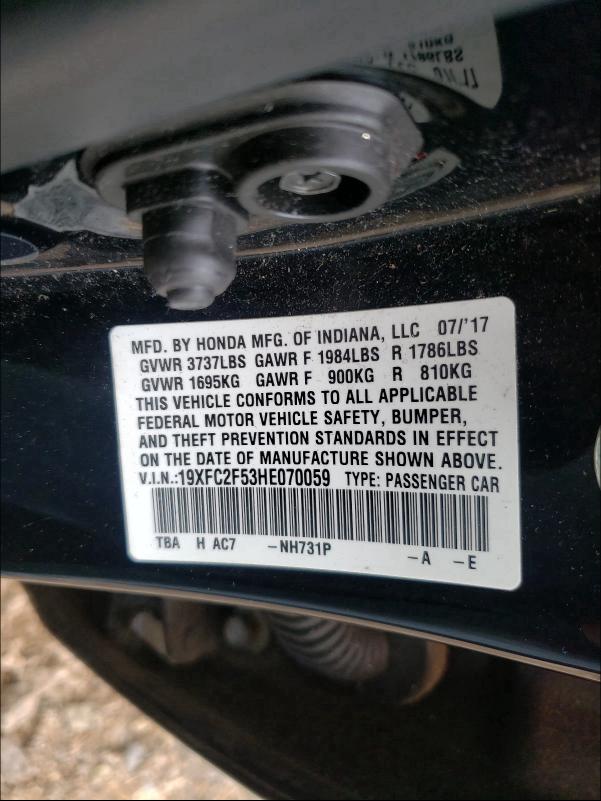 MFD. BY HONDA MFG. OF INDIANA, LLC 07/'17
GVWR 3737LBS GAWR F 1984LBS R 1786LBS
GVWR 1695KG GAWR F 900KG R 810KG
THIS VEHICLE CONFORMS TO ALL APPLICABLE
FEDERAL MOTOR VEHICLE SAFETY, BUMPER,
AND THEFT PREVENTION STANDARDS IN EFFECT
ON THE DATE OF MANUFACTURE SHOWN ABOVE.
V.I.N.:19XFC2F53HE070059 TYPE: PASSENGER CAR
TBA H AC7 –NH731P –A –E